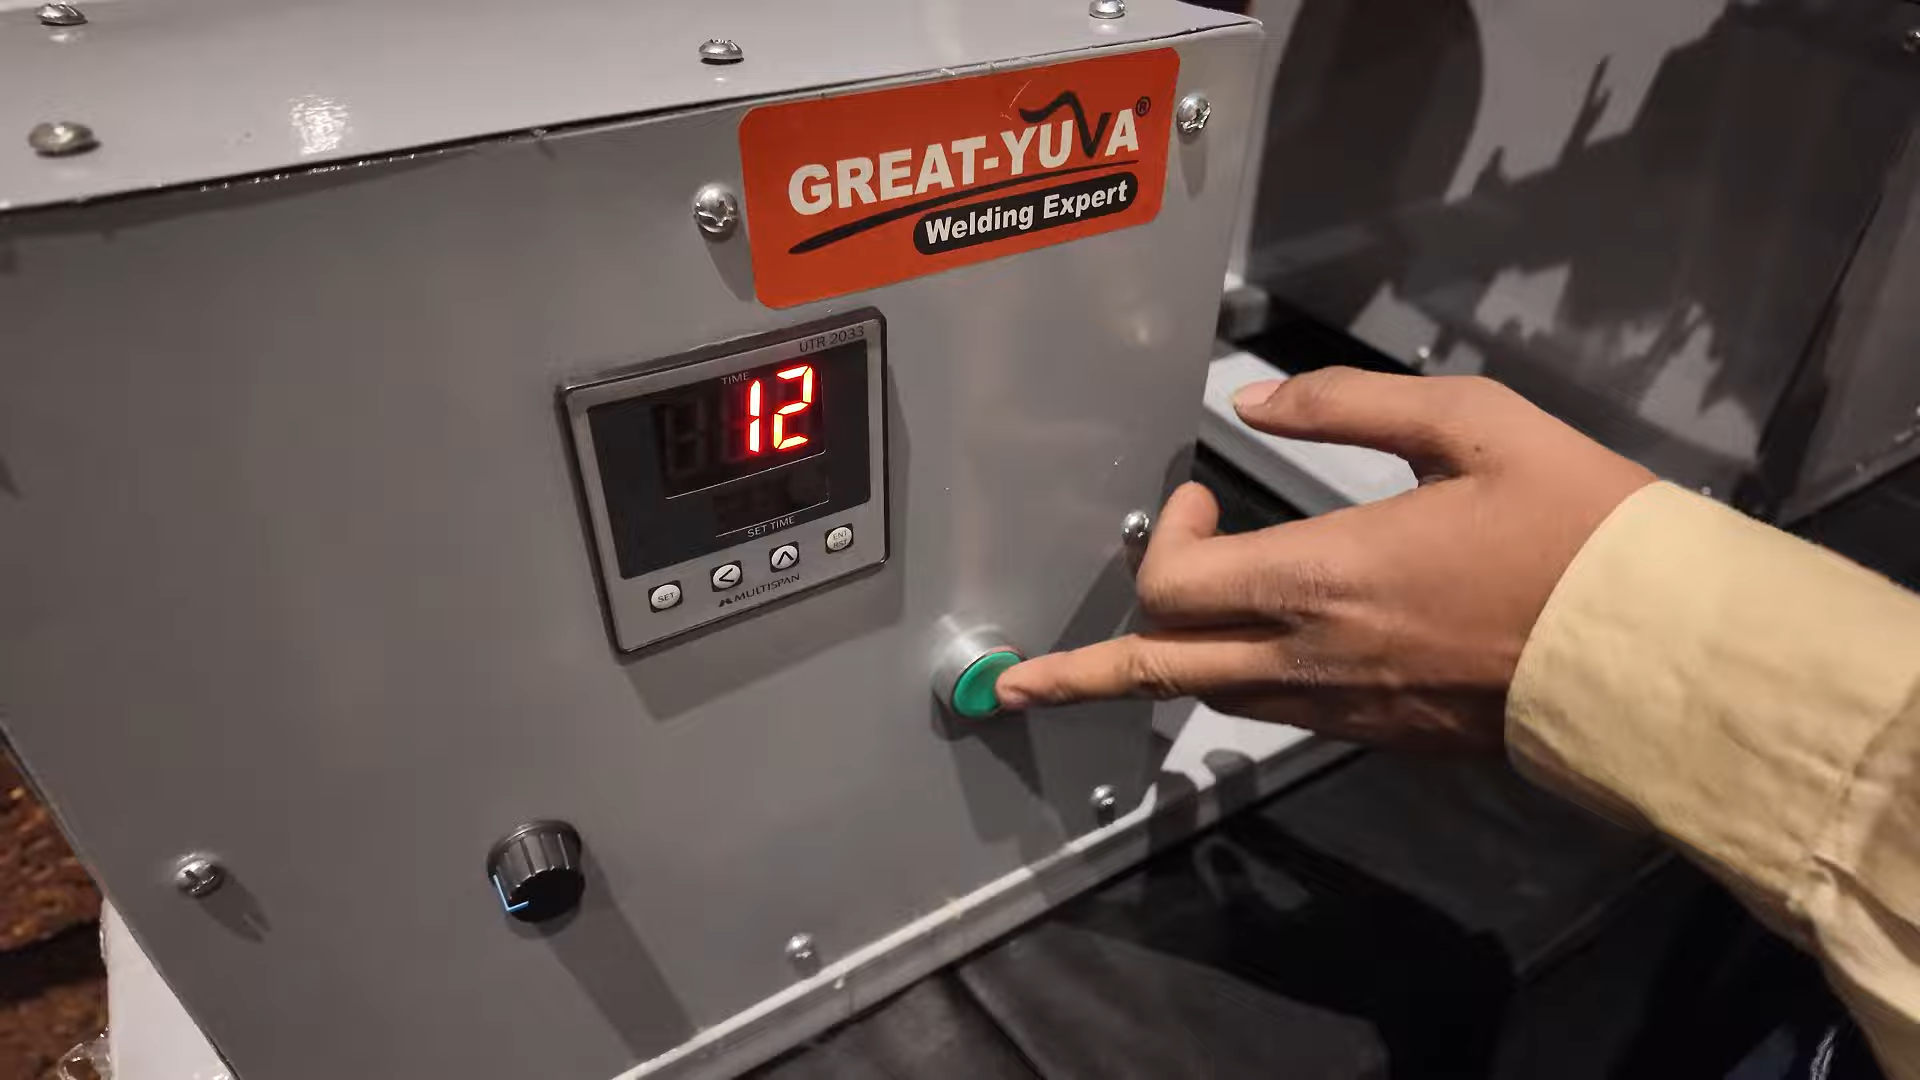 GREAT-YUVA®
Welding Expert
UTR 2033
TIME
12
SET TIME
SET
ENT
RST
MULTISPAN